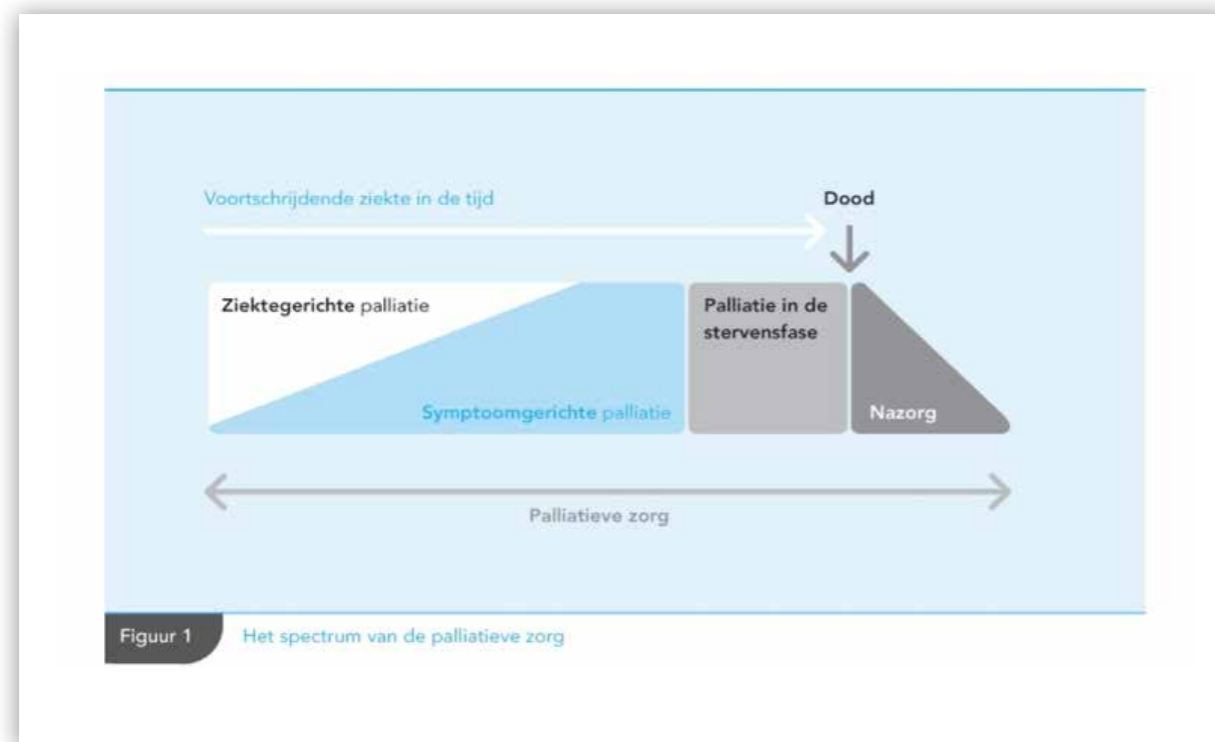 Voortschrijdende ziekte in de tijd
Dood
Ziektegerichte palliatie
Palliatie in de
stervensfase
Symptoomgerichte palliatie
Nazorg
Palliatieve zorg
Figuur 1
Het spectrum van de palliatieve zorg